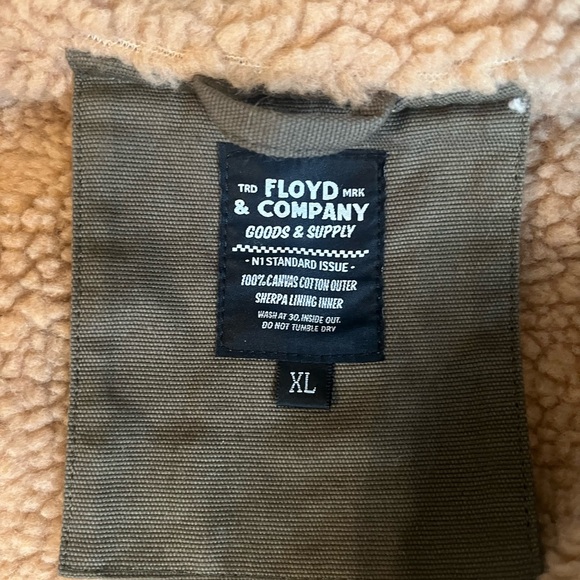 TRD FLOYD MRK
& COMPANY
GOODS & SUPPLY
- N1 STANDARD ISSUE -
100% CANVAS COTTON OUTER
SHERPA LINING INNER
WASH AT 30, INSIDE OUT.
DO NOT TUMBLE DRY
XL